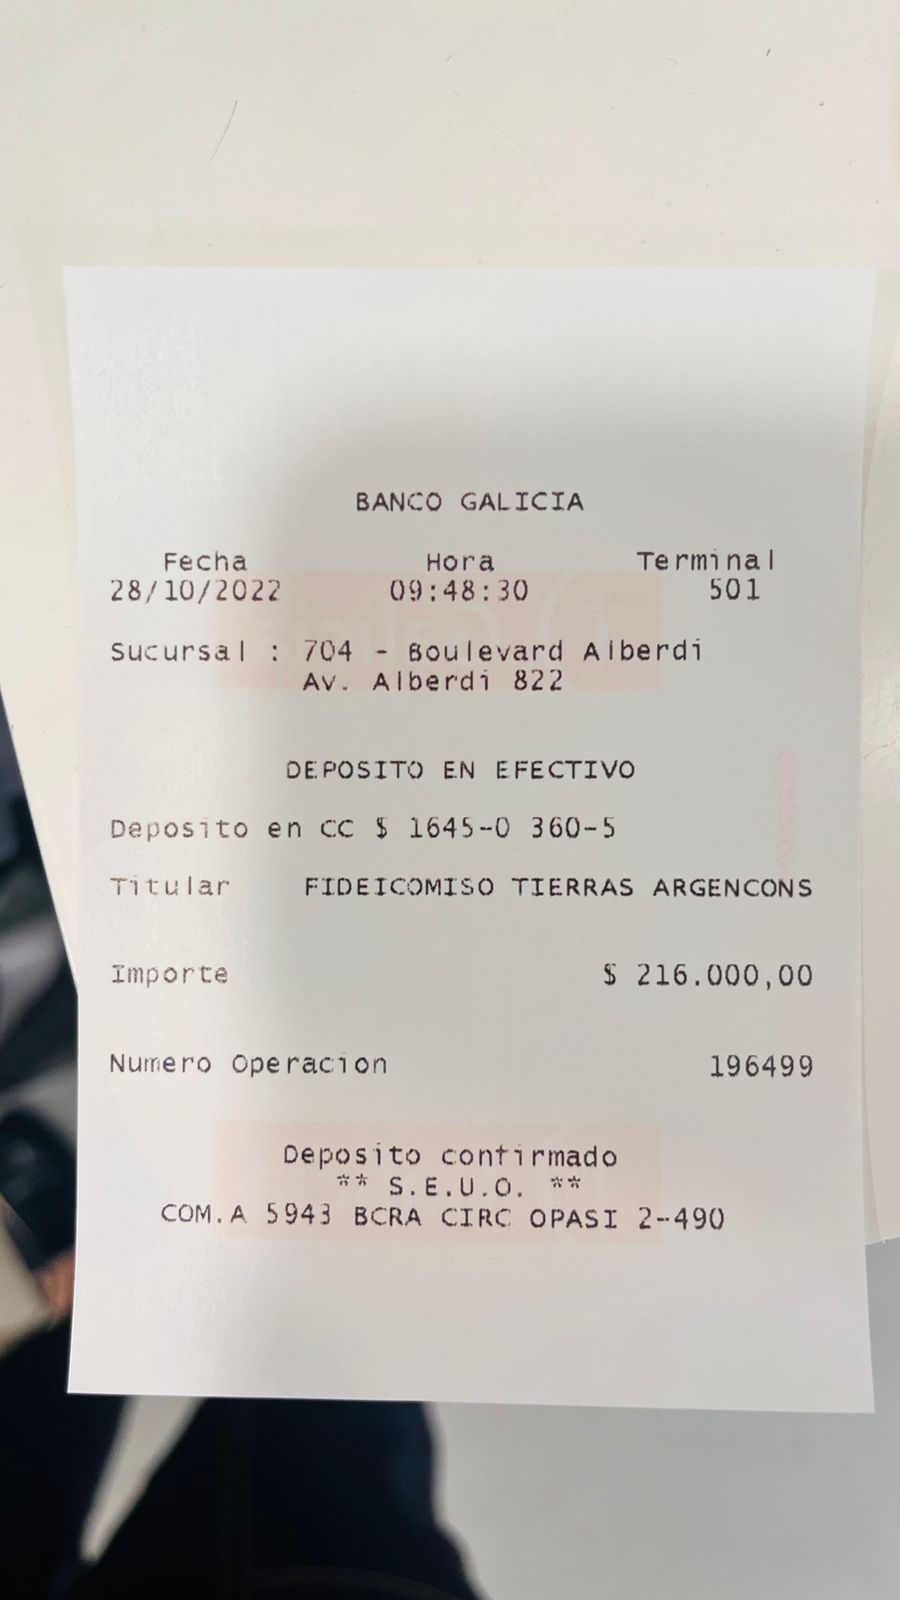 BANCO GALICIA
Fecha Hora Terminal
28/10/2022 09:48:30 501
Sucursal : 704 - Boulevard Alberdi
Av. Alberdi 822
DEPOSITO EN EFECTIVO
Deposito en CC $ 1645-0 360-5
Titular FIDEICOMISO TIERRAS ARGENCONS
Importe $ 216.000,00
Numero Operacion 196499
Deposito confirmado
** S.E.U.O. **
COM.A 5943 BCRA CIRC OPASI 2-490